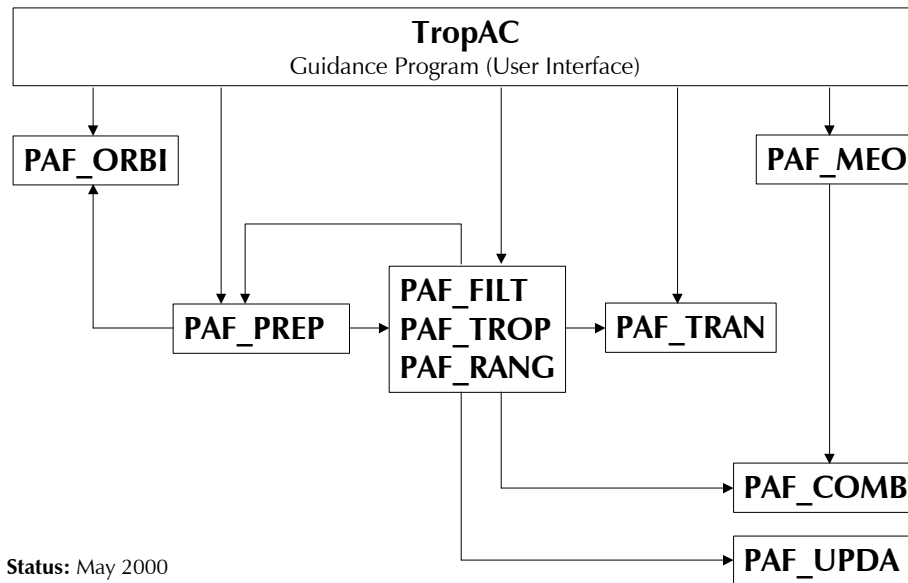 TropAC
Guidance Program (User Interface)
PAF_ORBI
PAF_MEO
PAF_PREP
PAF_FILT
PAF_TROP
PAF_RANG
PAF_TRAN
PAF_COMB
PAF_UPDA
Status: May 2000